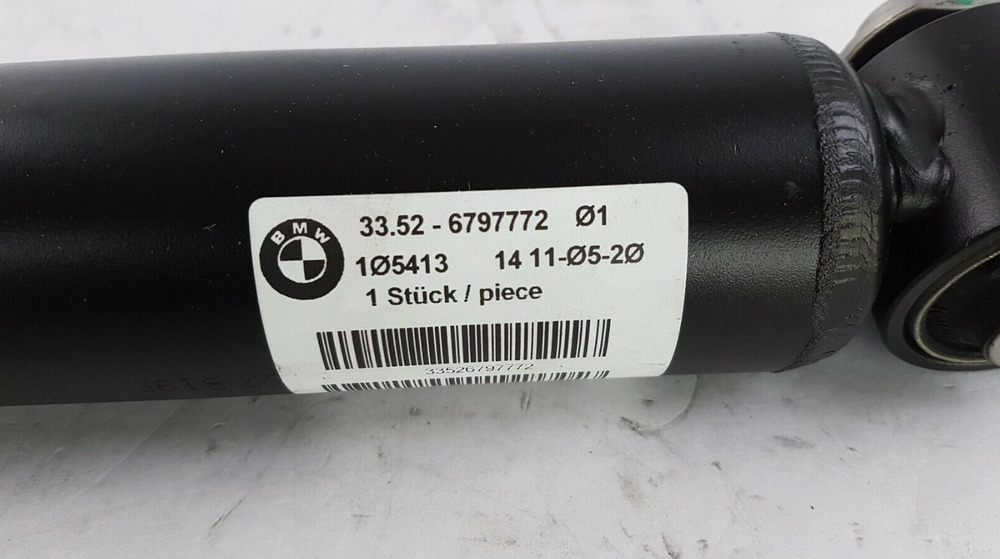 BMW
33.52 - 6797772 Ø1
1Ø5413 14 11-Ø5-2Ø
1 Stück / piece
33526797772